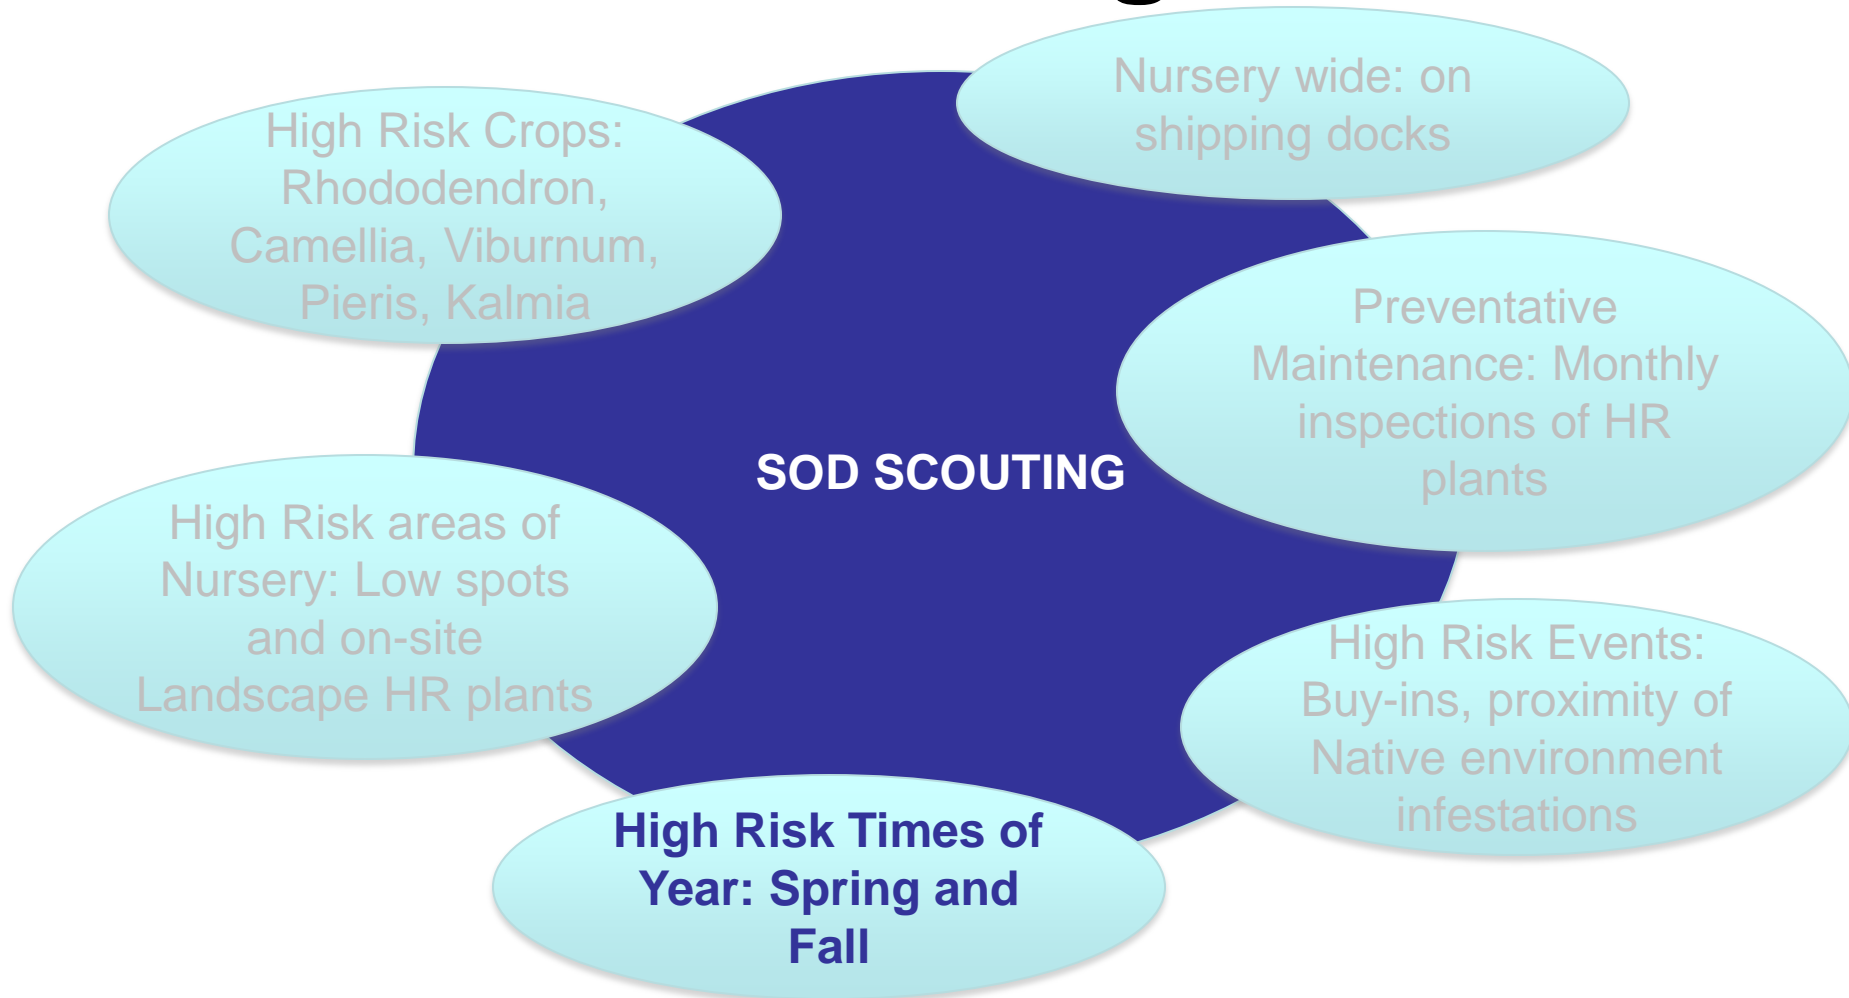 Nursery wide: on
shipping docks
High Risk Crops:
Rhododendron,
Camellia, Viburnum,
Pieris, Kalmia
Preventative
Maintenance: Monthly
inspections of HR
plants
SOD SCOUTING
High Risk areas of
Nursery: Low spots
and on-site
Landscape HR plants
High Risk Events:
Buy-ins, proximity of
Native environment
infestations
High Risk Times of
Year: Spring and
Fall